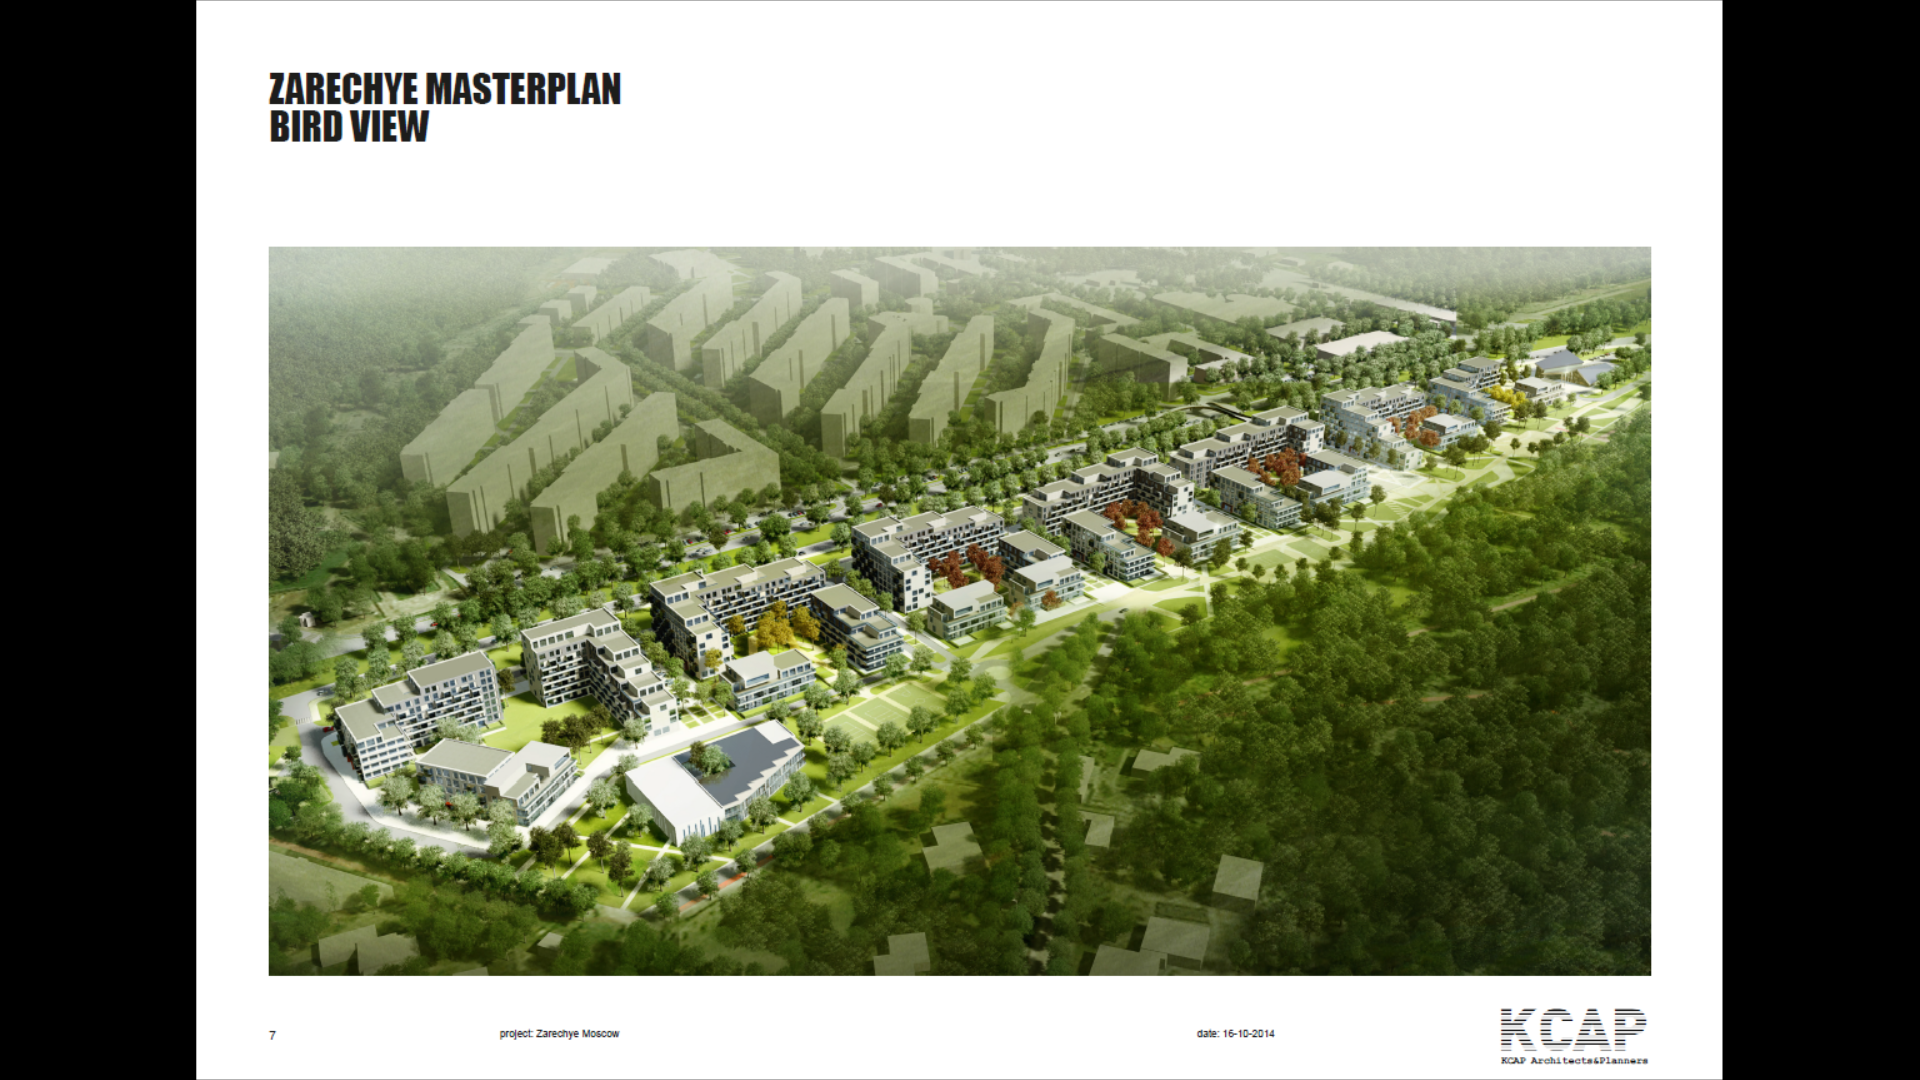 ZARECHYE MASTERPLAN
BIRD VIEW
7
project: Zarechye Moscow
date: 16-10-2014
KCAP
KCAP Architects&Planners